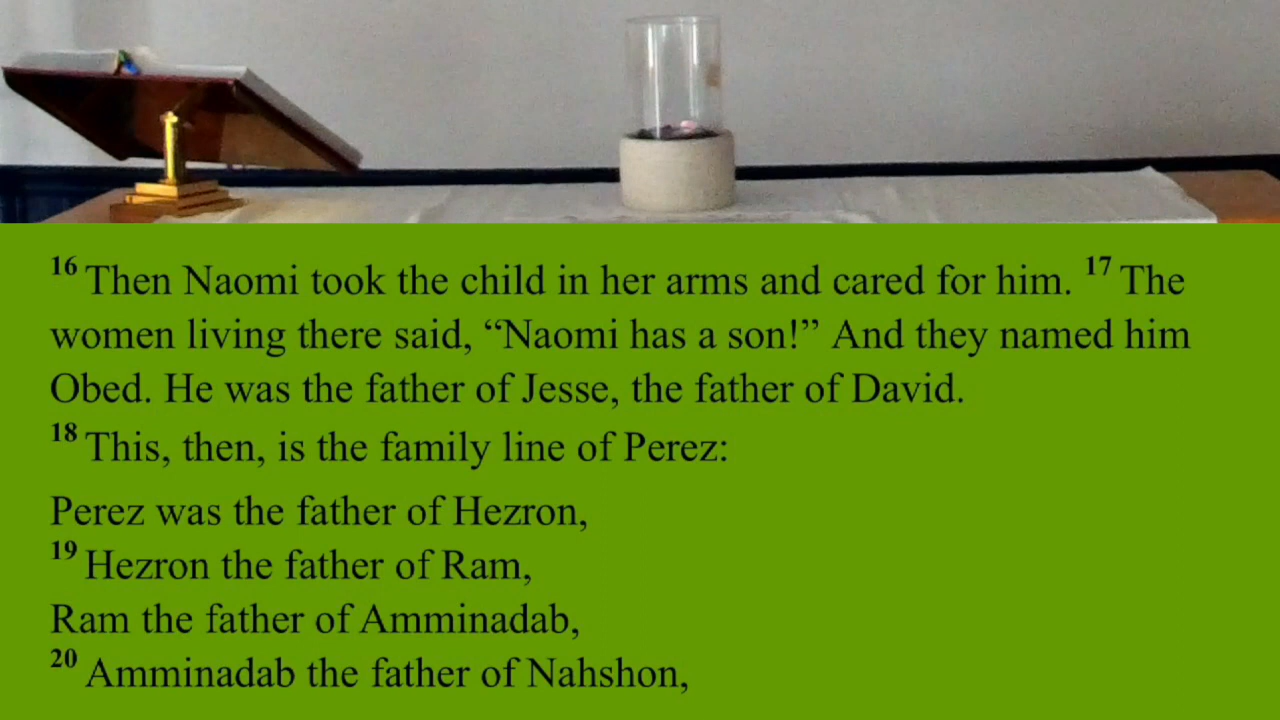 16 Then Naomi took the child in her arms and cared for him. 17 The
women living there said, “Naomi has a son!” And they named him
Obed. He was the father of Jesse, the father of David.
18 This, then, is the family line of Perez:
Perez was the father of Hezron,
19 Hezron the father of Ram,
Ram the father of Amminadab,
20 Amminadab the father of Nahshon,